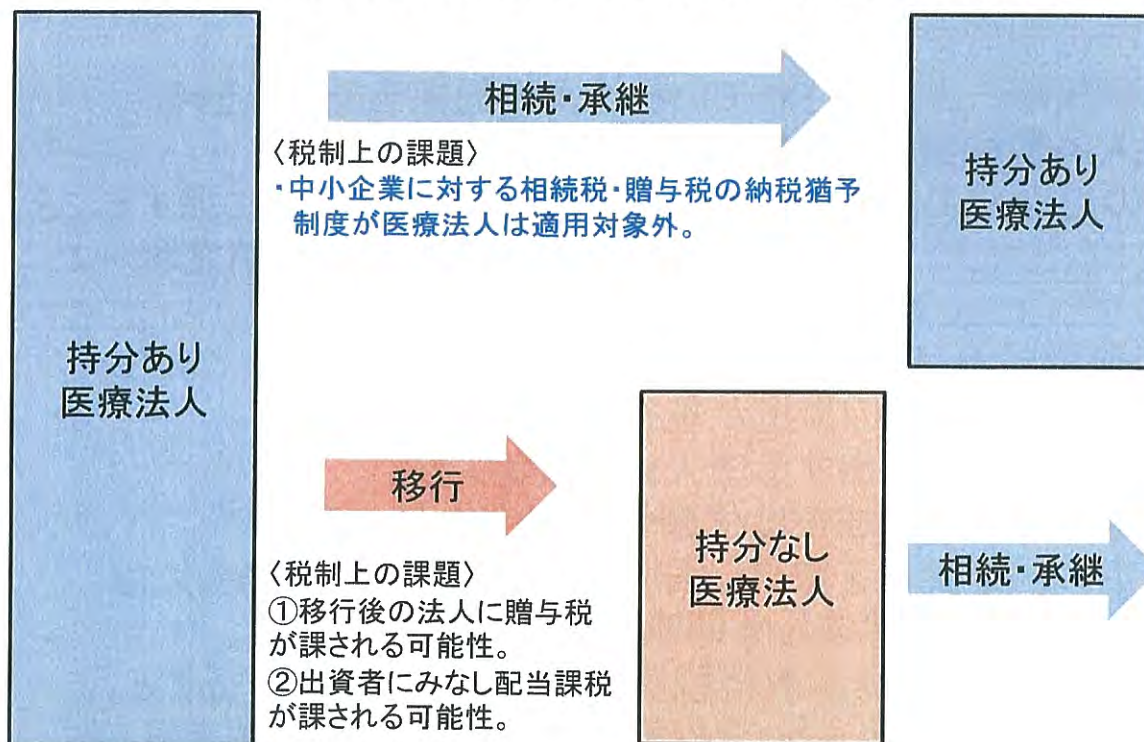 持分あり
医療法人
相続・承継
〈税制上の課題〉
・中小企業に対する相続税・贈与税の納税猶予
制度が医療法人は適用対象外。
持分あり
医療法人
移行
〈税制上の課題〉
①移行後の法人に贈与税
が課される可能性。
②出資者にみなし配当課税
が課される可能性。
持分なし
医療法人
相続・承継